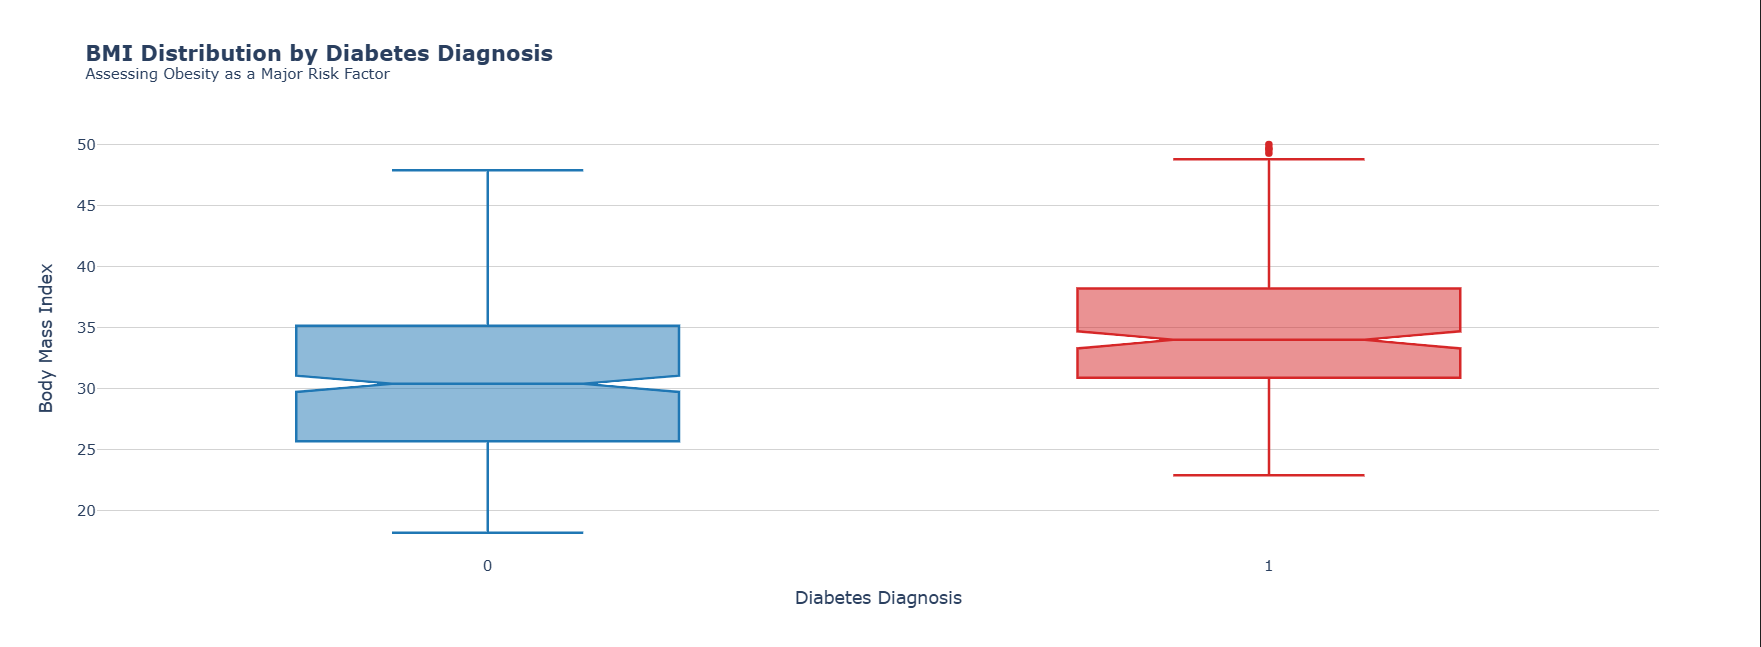 BMI Distribution by Diabetes Diagnosis
Assessing Obesity as a Major Risk Factor
50
45
40
35
30
25
20
Body Mass Index
0
1
Diabetes Diagnosis